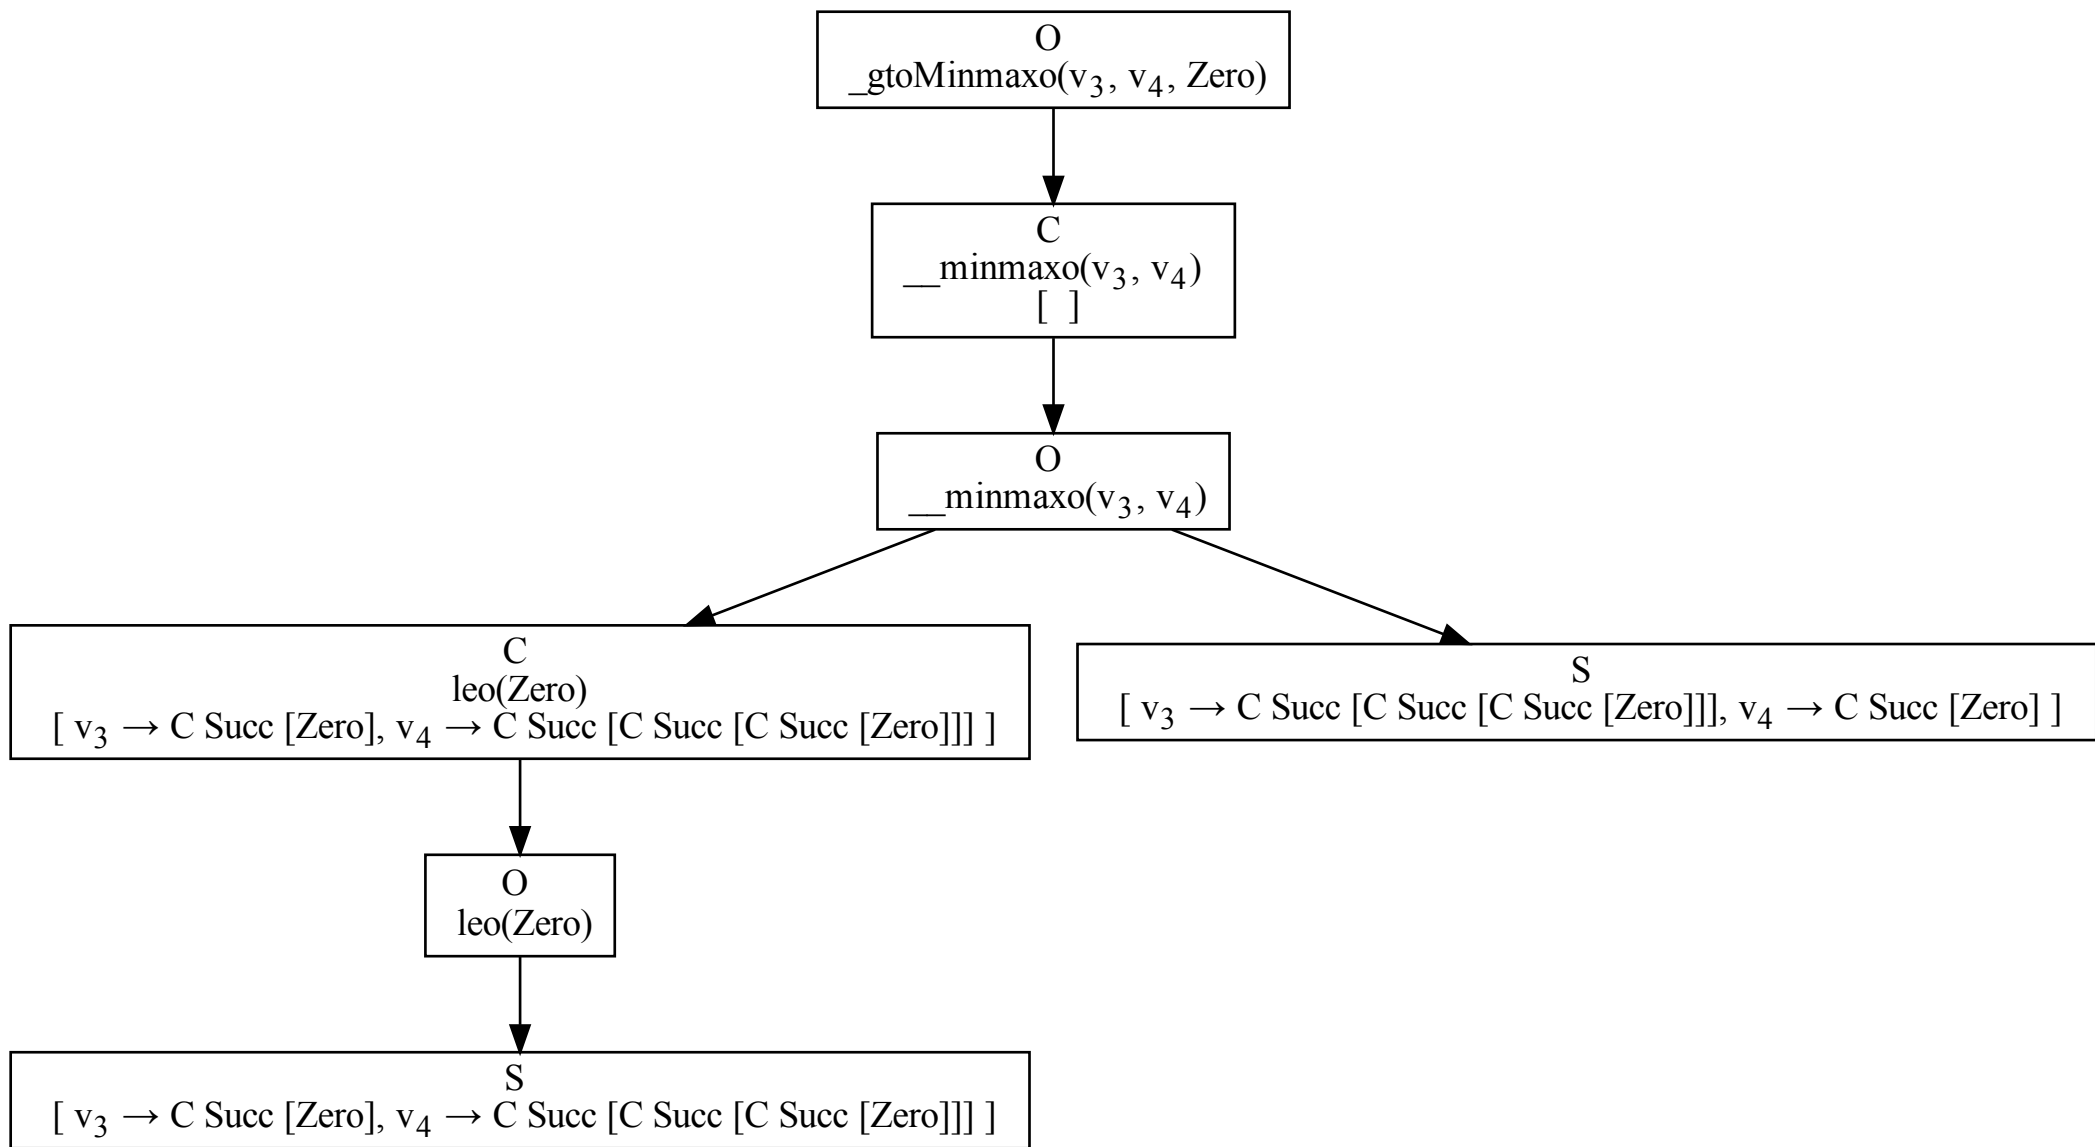 O
_gtoMinmaxo(v₃, v₄, Zero)
C
__minmaxo(v₃, v₄)
[ ]
O
__minmaxo(v₃, v₄)
C
leo(Zero)
[ v₃ → C Succ [Zero], v₄ → C Succ [C Succ [C Succ [Zero]]] ]
S
[ v₃ → C Succ [C Succ [C Succ [Zero]]], v₄ → C Succ [Zero] ]
O
leo(Zero)
S
[ v₃ → C Succ [Zero], v₄ → C Succ [C Succ [C Succ [Zero]]] ]